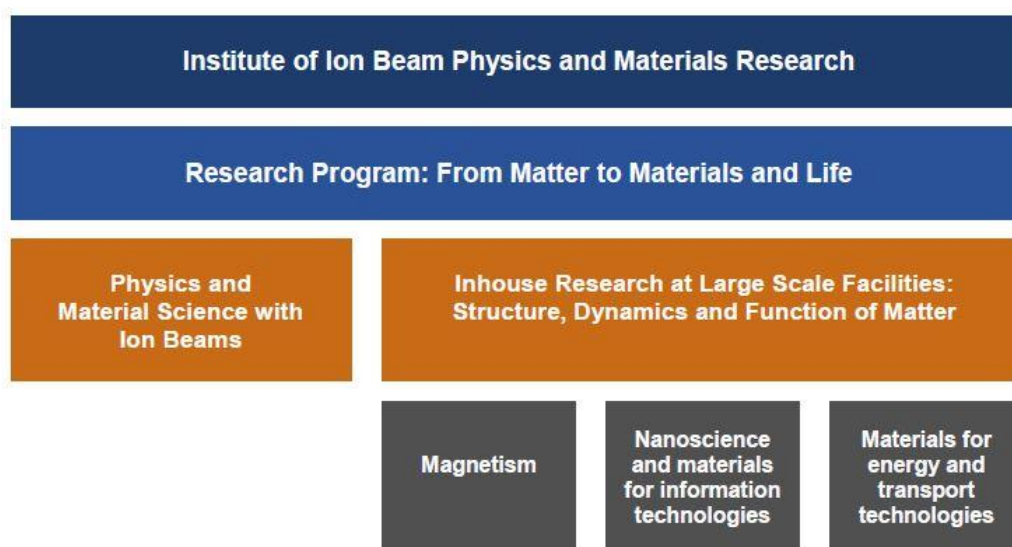 Institute of Ion Beam Physics and Materials Research
Research Program: From Matter to Materials and Life
Physics and
Material Science with
Ion Beams
Inhouse Research at Large Scale Facilities:
Structure, Dynamics and Function of Matter
Magnetism
Nanoscience
and materials
for information
technologies
Materials for
energy and
transport
technologies